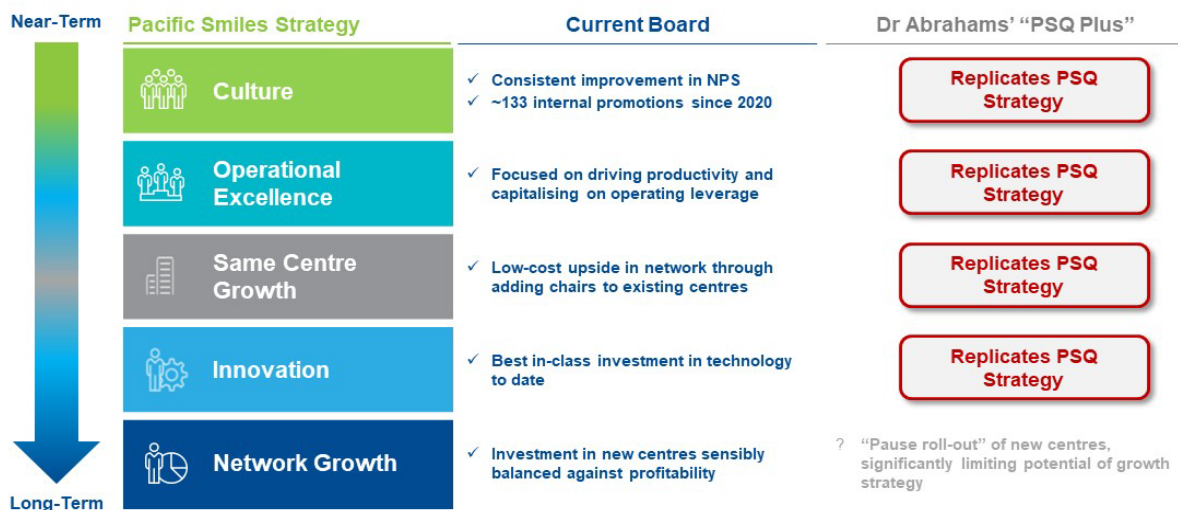 Near-Term
Pacific Smiles Strategy
Current Board
Dr Abrahams’ “PSQ Plus”
Culture
✓ Consistent improvement in NPS
✓ ~133 internal promotions since 2020
Replicates PSQ
Strategy
Operational
Excellence
✓ Focused on driving productivity and
capitalising on operating leverage
Replicates PSQ
Strategy
Same Centre
Growth
✓ Low-cost upside in network through
adding chairs to existing centres
Replicates PSQ
Strategy
Innovation
✓ Best in-class investment in technology
to date
Replicates PSQ
Strategy
Network Growth
✓ Investment in new centres sensibly
balanced against profitability
? “Pause roll-out” of new centres,
significantly limiting potential of growth
strategy
Long-Term